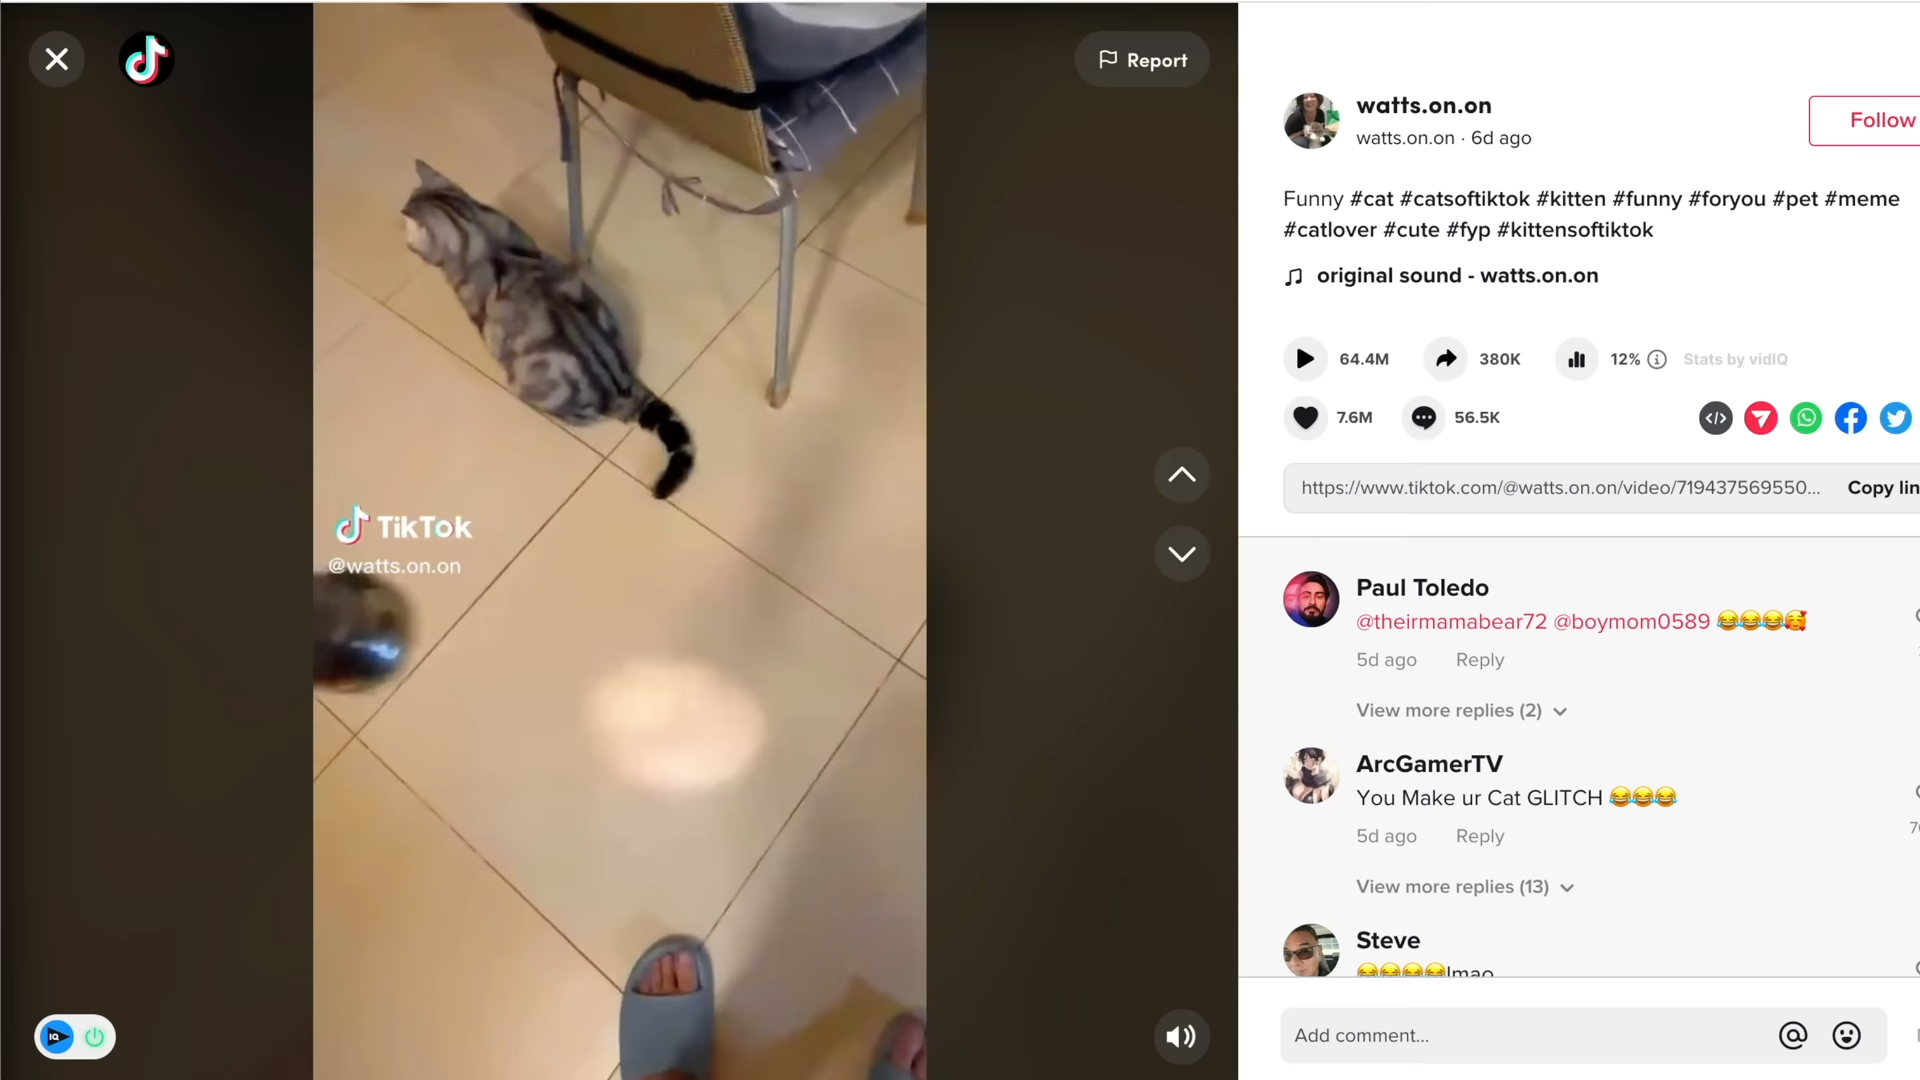 Report
TikTok
@watts.on.on
IQ
watts.on.on
watts.on.on · 6d ago
Follow
Funny #cat #catsoftiktok #kitten #funny #foryou #pet #meme
#catlover #cute #fyp #kittensoftiktok
original sound - watts.on.on
64.4M
380K
12%
Stats by vidIQ
7.6M
56.5K
https://www.tiktok.com/@watts.on.on/video/719437569550...
Copy lin
Paul Toledo
@theirmamabear72 @boymom0589 😂😂😂🥰
5d ago Reply
View more replies (2)
ArcGamerTV
You Make ur Cat GLITCH 😂😂😂
5d ago Reply
View more replies (13)
Steve
😂😂😂😂lmao
Add comment...